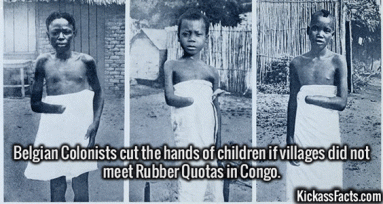 Belgian Colonists cut the hands of children if villages did not
meet Rubber Quotas in Congo.
KickassFacts.com